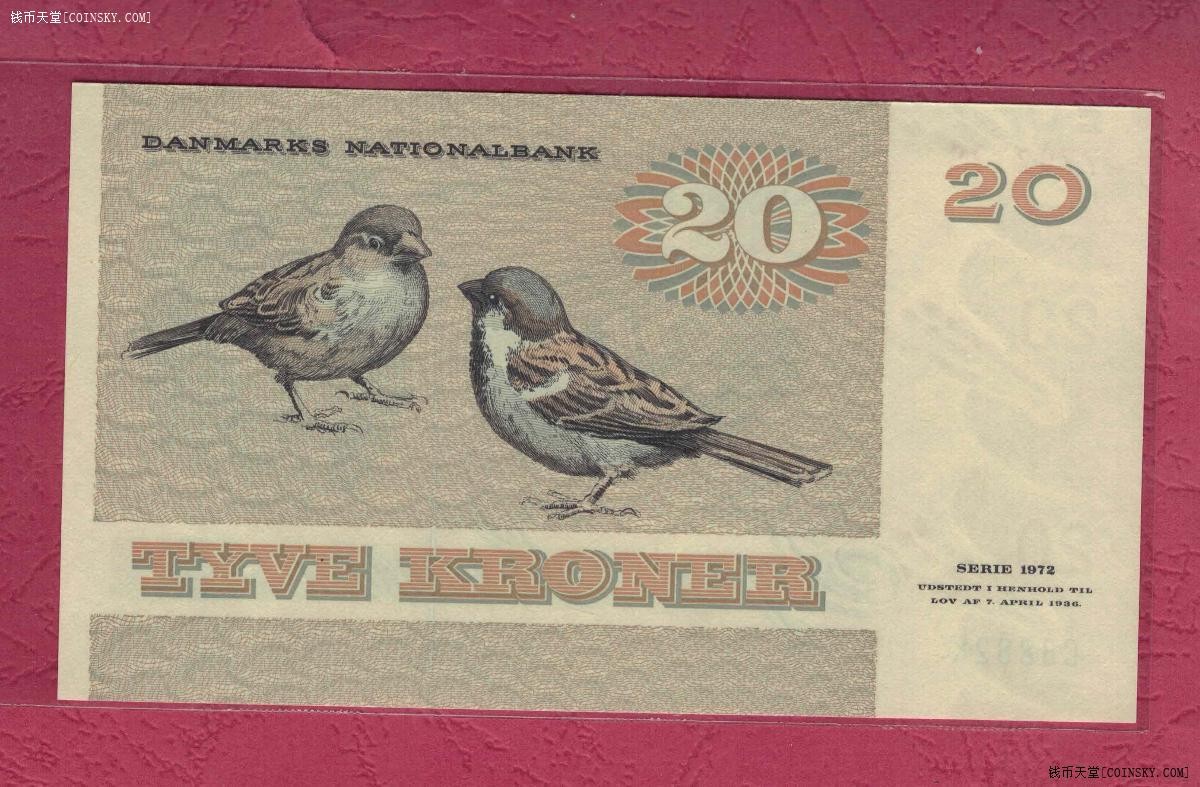 钱币天堂[COINSKY.COM]
DANMARKS NATIONALBANK
20
20
TYVE KRONER
SERIE 1972
UDSTEDT I HENHOLD TIL
LOV AF 7. APRIL 1936.
钱币天堂[COINSKY.COM]